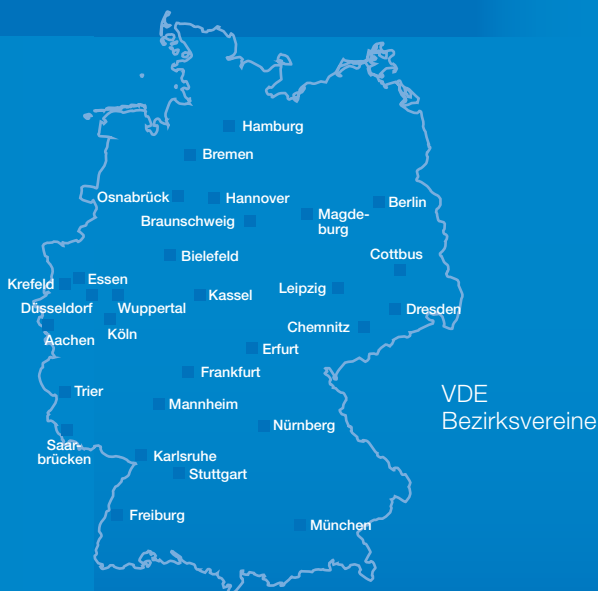 Hamburg
Bremen
Osnabrück
Hannover
Berlin
Braunschweig
Magde-
burg
Bielefeld
Cottbus
Krefeld
Essen
Düsseldorf
Wuppertal
Kassel
Leipzig
Dresden
Aachen
Köln
Chemnitz
Erfurt
Frankfurt
Trier
Mannheim
VDE
Bezirksvereine
Nürnberg
Saar-
brücken
Karlsruhe
Stuttgart
Freiburg
München